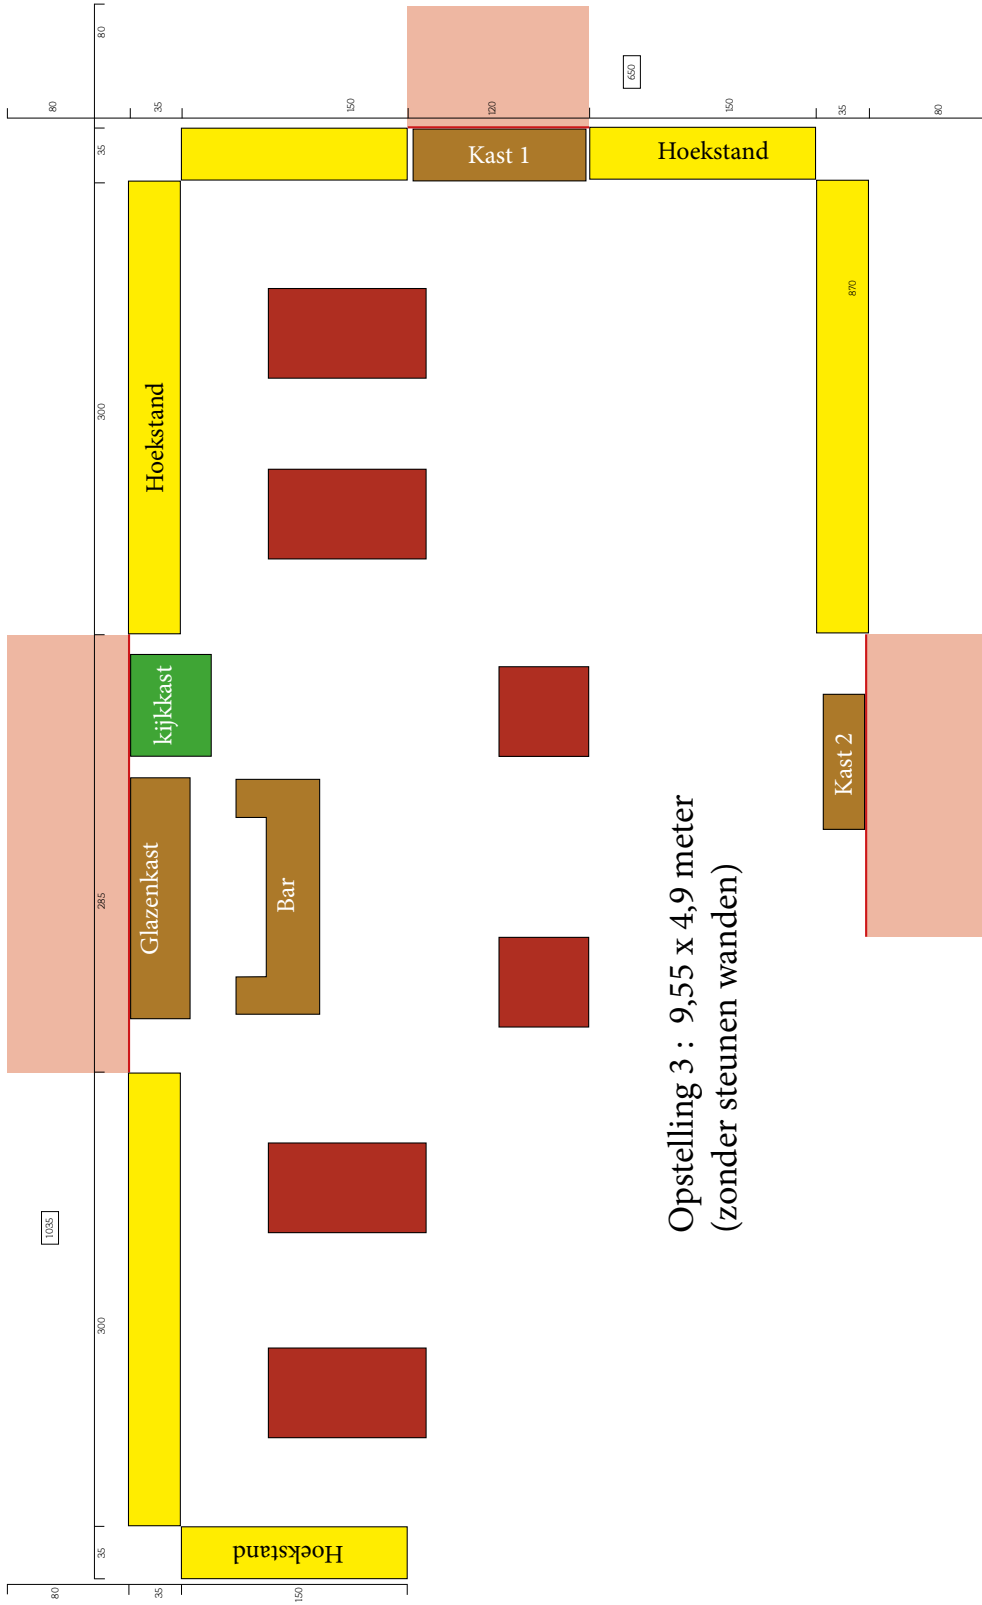 80
35
150
120
650
150
35
80
80
35
Kast 1
Hoekstand
300
Hoekstand
870
kijkkast
Glazenkast
285
Bar
Kast 2
Opstelling 3 : 9,55 x 4,9 meter
(zonder steunen wanden)
1035
300
35
Hoekstand
80
35
150